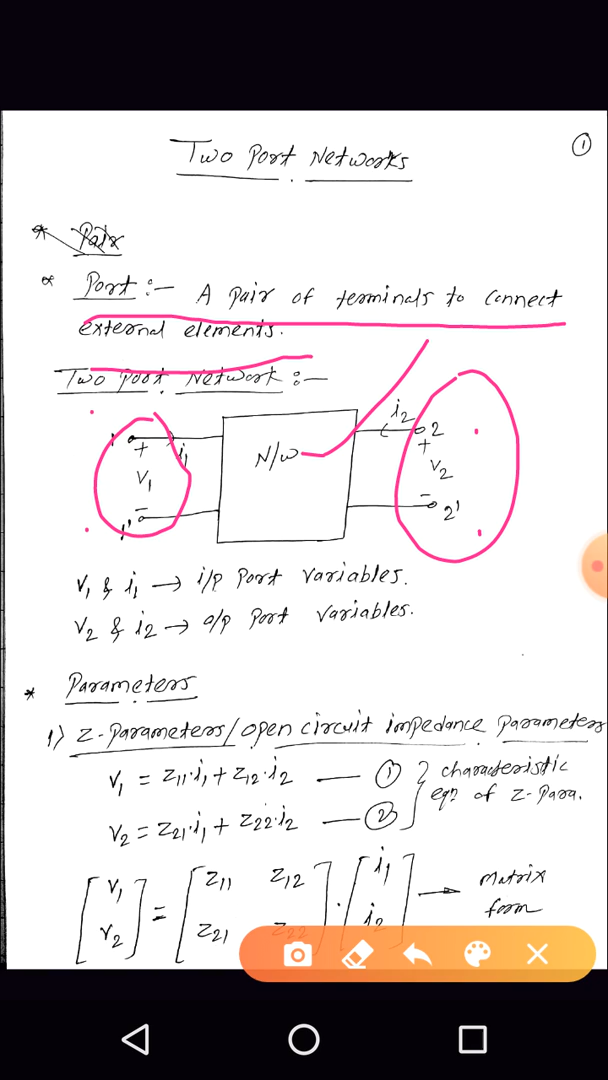 Two Port Networks
①
* Pair
* Port :- A pair of terminals to connect
external elements.
Two port Network :-
1 + i1 N/w i2 2 +
V1 V2
1' - - 2'
V1 & i1 → i/p port variables.
V2 & i2 → o/p port variables.
* Parameters
1) Z-Parameters/open circuit impedance parameters
V1 = Z11·i1 + Z12·i2 — ① } characteristic
V2 = Z21·i1 + Z22·i2 — ② eqn of Z-Para.
[V1 V2] = [Z11 Z12 Z21 Z22] · [i1 i2] → Matrix
form